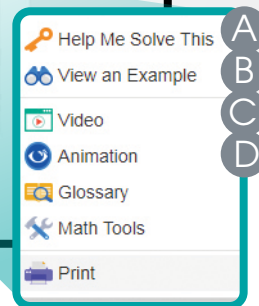 Help Me Solve This A
View an Example B
Video C
Animation D
Glossary
Math Tools
Print